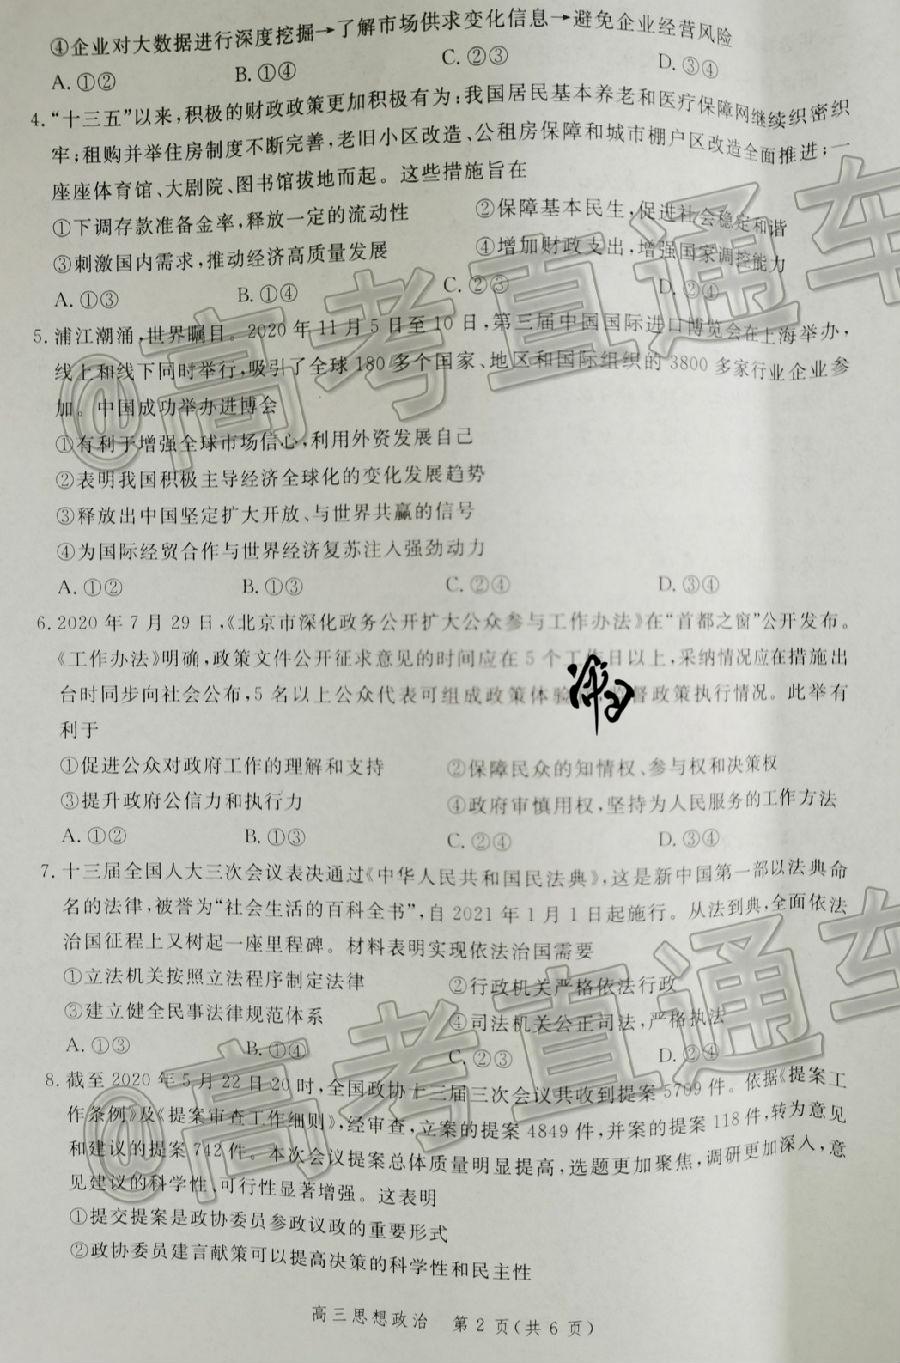 ④企业对大数据进行深度挖掘→了解市场供求变化信息→避免企业经营风险
A.①② B.①④ C.②③ D.③④
4.“十三五”以来,积极的财政政策更加积极有为:我国居民基本养老和医疗保障网继续织密织
牢;租购并举住房制度不断完善,老旧小区改造、公租房保障和城市棚户区改造全面推进;一
座座体育馆、大剧院、图书馆拔地而起。这些措施旨在
①下调存款准备金率,释放一定的流动性 ②保障基本民生,促进社会稳定和谐
③刺激国内需求,推动经济高质量发展 ④增加财政支出,增强国家调控能力
A.①③ B.①④ C.②③ D.②④
5.浦江潮涌,世界瞩目。2020年11月5日至10日,第三届中国国际进口博览会在上海举办,
线上和线下同时举行,吸引了全球180多个国家、地区和国际组织的3800多家行业企业参
加。中国成功举办进博会
①有利于增强全球市场信心,利用外资发展自己
②表明我国积极主导经济全球化的变化发展趋势
③释放出中国坚定扩大开放、与世界共赢的信号
④为国际经贸合作与世界经济复苏注入强劲动力
A.①② B.①③ C.②④ D.③④
6.2020年7月29日,《北京市深化政务公开扩大公众参与工作办法》在“首都之窗”公开发布。
《工作办法》明确,政策文件公开征求意见的时间应在5个工作日以上,采纳情况应在措施出
台时同步向社会公布,5名以上公众代表可组成政策体验 督政策执行情况。此举有
利于
①促进公众对政府工作的理解和支持 ②保障民众的知情权、参与权和决策权
③提升政府公信力和执行力 ④政府审慎用权,坚持为人民服务的工作方法
A.①② B.①③ C.②④ D.③④
7.十三届全国人大三次会议表决通过《中华人民共和国民法典》,这是新中国第一部以法典命
名的法律,被誉为“社会生活的百科全书”,自2021年1月1日起施行。从法到典,全面依法
治国征程上又树起一座里程碑。材料表明实现依法治国需要
①立法机关按照立法程序制定法律 ②行政机关严格依法行政
③建立健全民事法律规范体系 ④司法机关公正司法,严格执法
A.①③ B.①④ C.②③ D.②④
8.截至2020年5月22日20时,全国政协十三届三次会议共收到提案5709件。依据《提案工
作条例》及《提案审查工作细则》,经审查,立案的提案4849件,并案的提案118件,转为意见
和建议的提案742件。本次会议提案总体质量明显提高,选题更加聚焦,调研更加深入,意
见建议的科学性、可行性显著增强。这表明
①提交提案是政协委员参政议政的重要形式
②政协委员建言献策可以提高决策的科学性和民主性
高三思想政治 第2页(共6页)
@高考直通车
@高考直通车